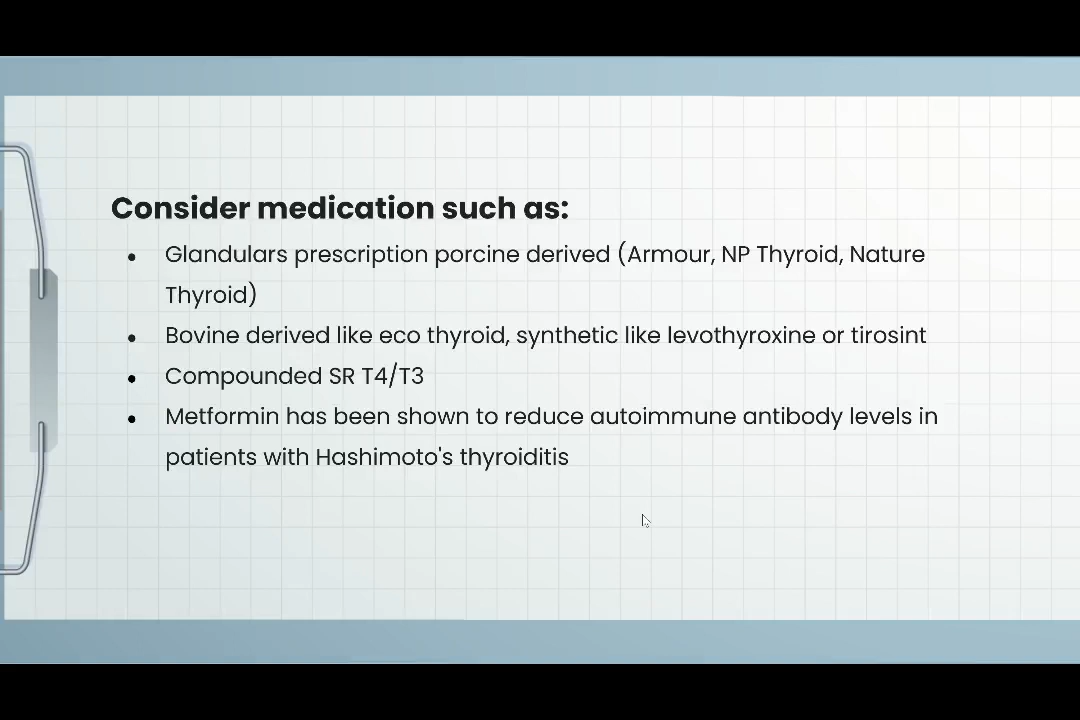 Consider medication such as:
• Glandulars prescription porcine derived (Armour, NP Thyroid, Nature
Thyroid)
• Bovine derived like eco thyroid, synthetic like levothyroxine or tirosint
• Compounded SR T4/T3
• Metformin has been shown to reduce autoimmune antibody levels in
patients with Hashimoto's thyroiditis